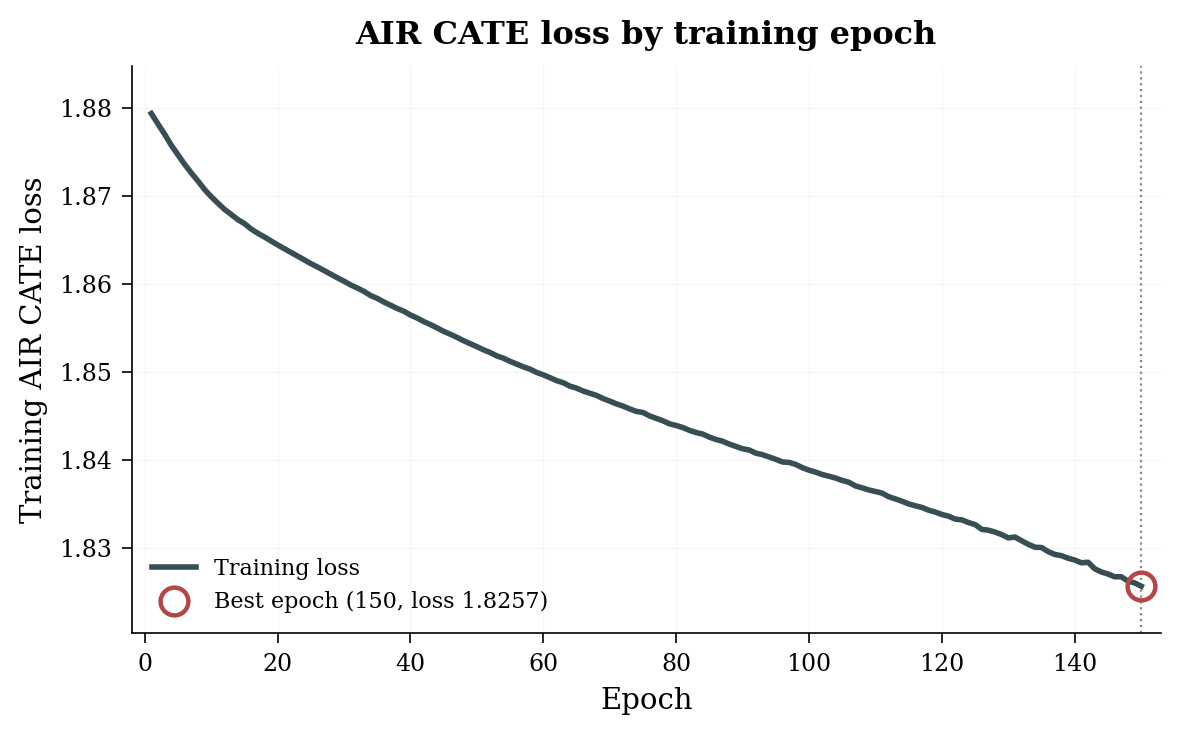 AIR CATE loss by training epoch
Training AIR CATE loss
1.88
1.87
1.86
1.85
1.84
1.83
Training loss
Best epoch (150, loss 1.8257)
0 20 40 60 80 100 120 140
Epoch